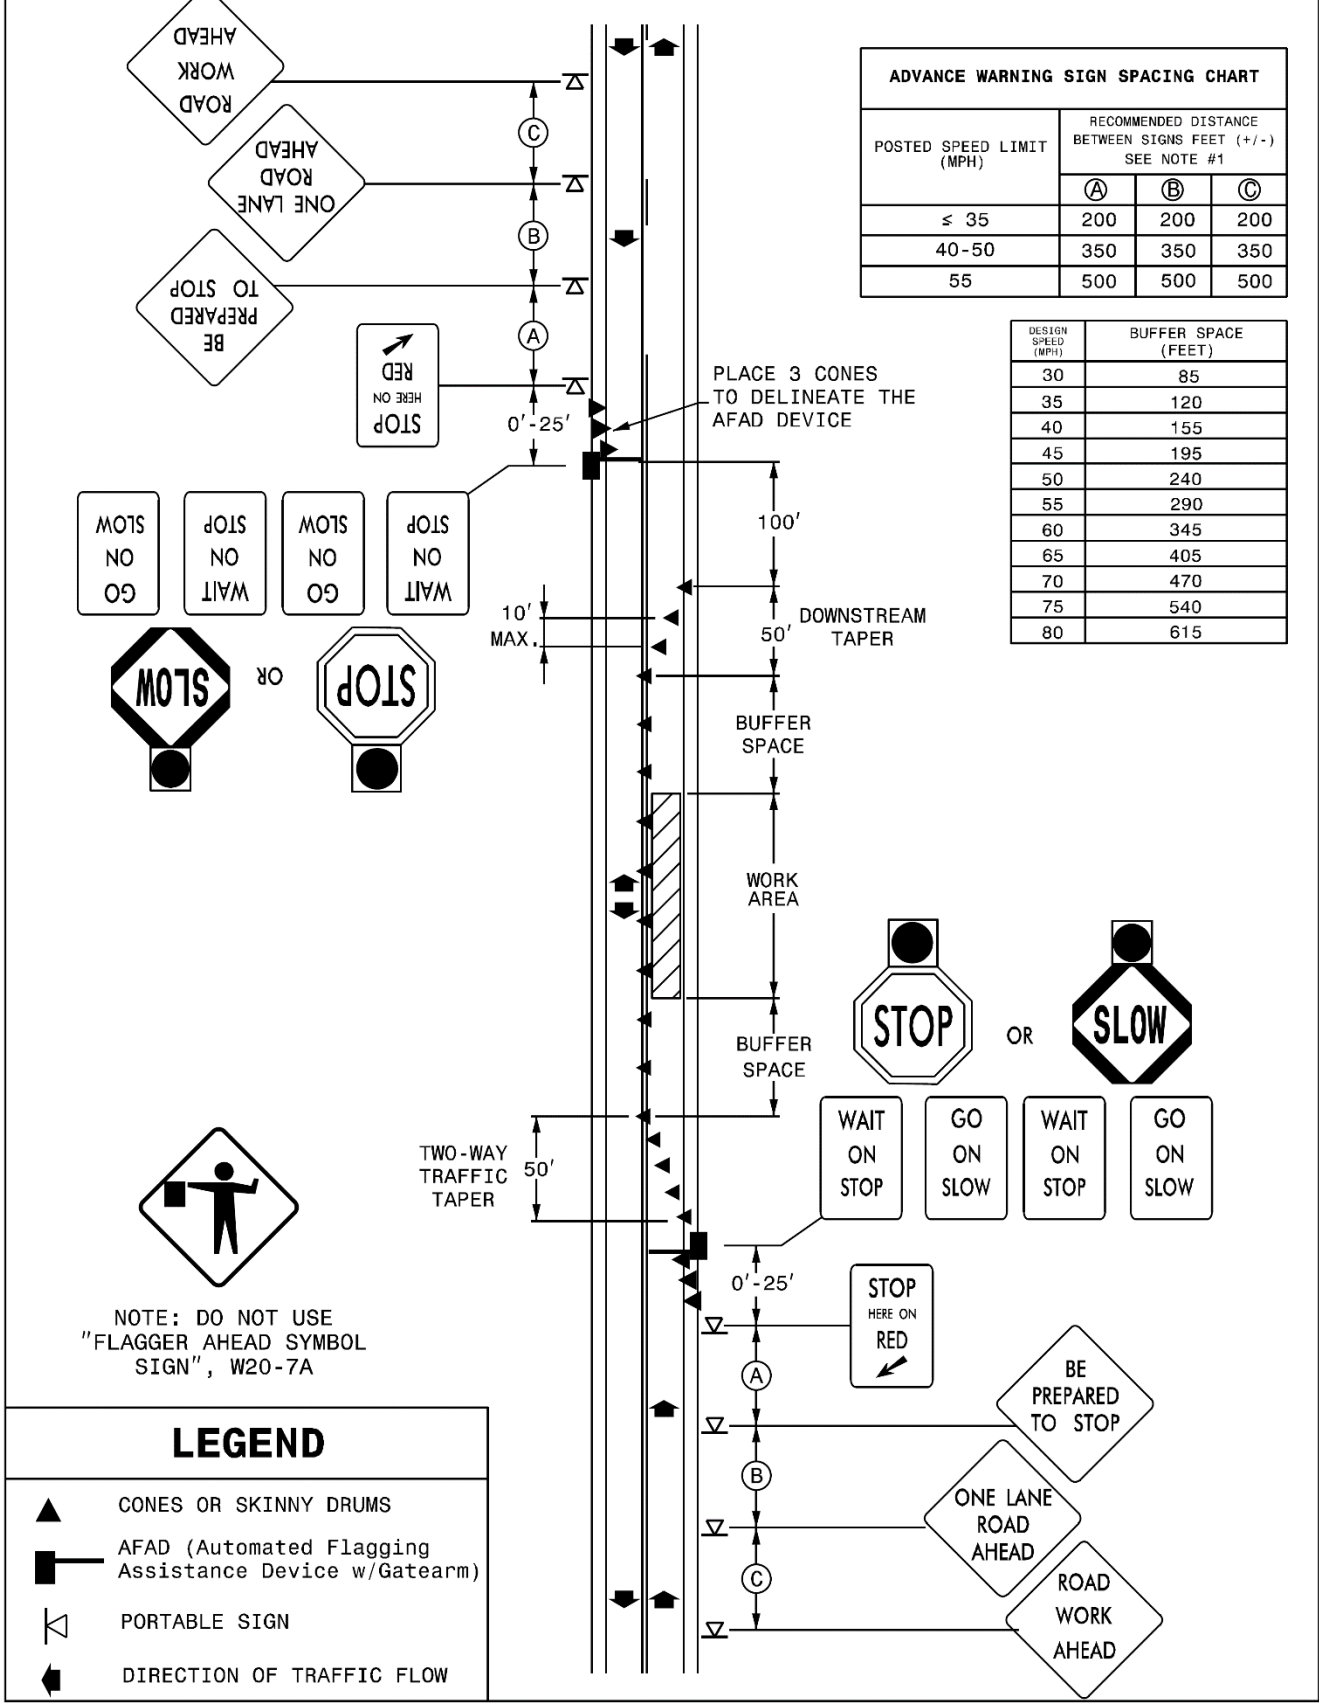 ROAD
WORK
AHEAD
ONE LANE
ROAD
AHEAD
BE
PREPARED
TO STOP
STOP
HERE ON
RED
C
B
A
0'-25'
PLACE 3 CONES
TO DELINEATE THE
AFAD DEVICE
ADVANCE WARNING SIGN SPACING CHART
POSTED SPEED LIMIT
(MPH)
RECOMMENDED DISTANCE
BETWEEN SIGNS FEET (+/-)
SEE NOTE #1
Ⓐ Ⓑ Ⓒ
≤ 35 200 200 200
40-50 350 350 350
55 500 500 500
DESIGN
SPEED
(MPH)
BUFFER SPACE
(FEET)
30 85
35 120
40 155
45 195
50 240
55 290
60 345
65 405
70 470
75 540
80 615
GO
ON
SLOW
WAIT
ON
STOP
GO
ON
SLOW
WAIT
ON
STOP
SLOW
OR
STOP
100'
10'
MAX.
50'
DOWNSTREAM
TAPER
BUFFER
SPACE
WORK
AREA
BUFFER
SPACE
TWO-WAY
TRAFFIC
TAPER
50'
STOP
OR
SLOW
WAIT
ON
STOP
GO
ON
SLOW
WAIT
ON
STOP
GO
ON
SLOW
0'-25'
STOP
HERE ON
RED
A
B
C
BE
PREPARED
TO STOP
ONE LANE
ROAD
AHEAD
ROAD
WORK
AHEAD
NOTE: DO NOT USE
"FLAGGER AHEAD SYMBOL
SIGN", W20-7A
LEGEND
CONES OR SKINNY DRUMS
AFAD (Automated Flagging
Assistance Device w/Gatearm)
PORTABLE SIGN
DIRECTION OF TRAFFIC FLOW